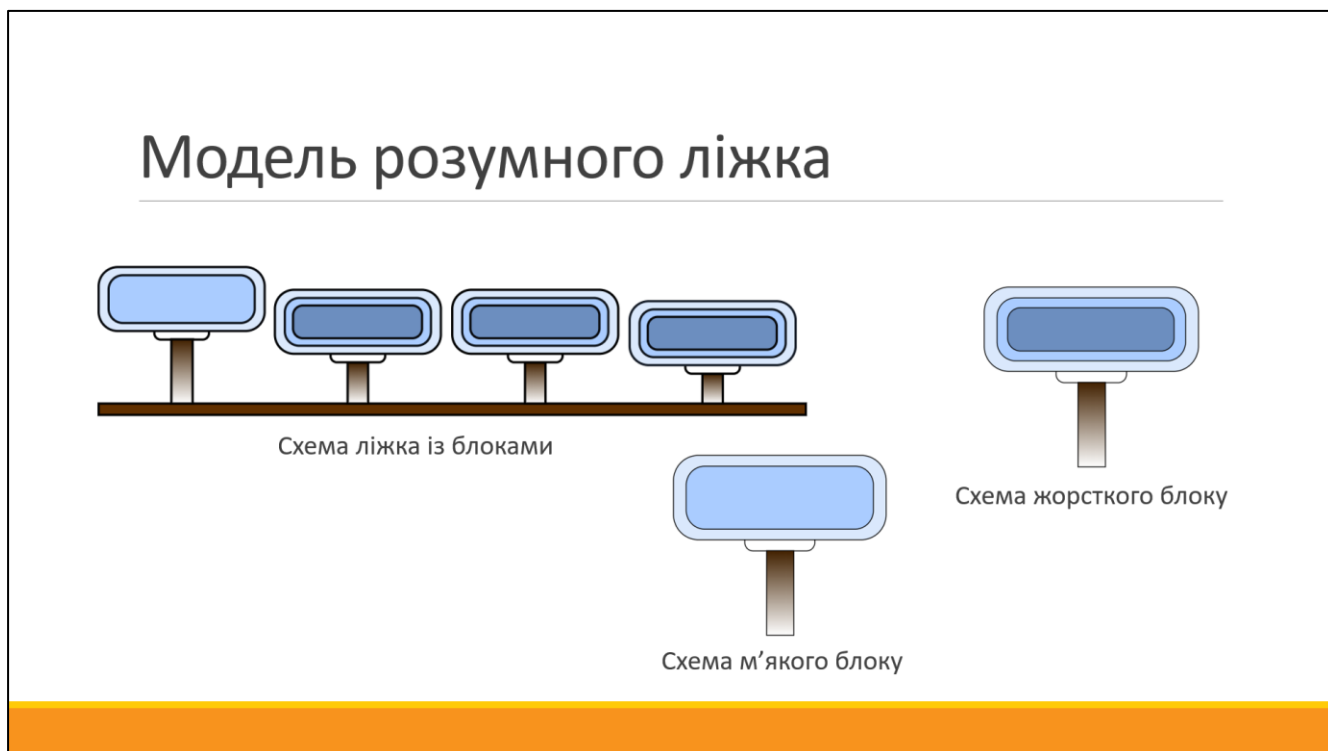 Модель розумного ліжка
Схема ліжка із блоками
Схема жорсткого блоку
Схема м’якого блоку